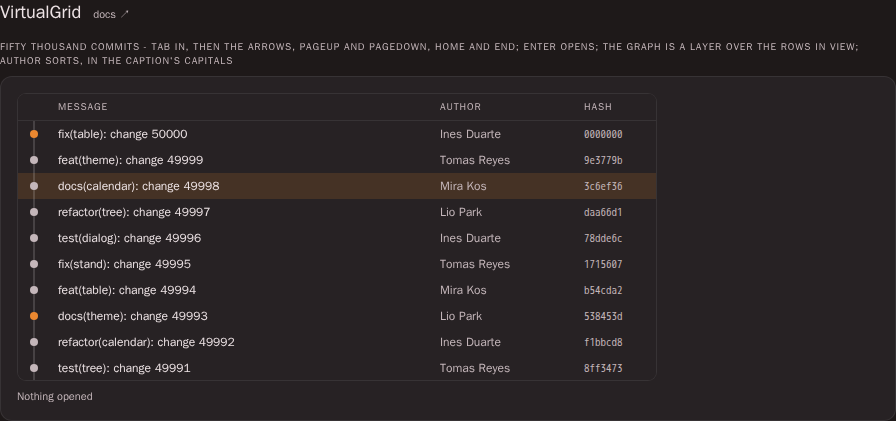 VirtualGrid docs ↗
FIFTY THOUSAND COMMITS - TAB IN, THEN THE ARROWS, PAGEUP AND PAGEDOWN, HOME AND END; ENTER OPENS; THE GRAPH IS A LAYER OVER THE ROWS IN VIEW;
AUTHOR SORTS, IN THE CAPTION'S CAPITALS
MESSAGE AUTHOR HASH
fix(table): change 50000 Ines Duarte 0000000
feat(theme): change 49999 Tomas Reyes 9e3779b
docs(calendar): change 49998 Mira Kos 3c6ef36
refactor(tree): change 49997 Lio Park daa66d1
test(dialog): change 49996 Ines Duarte 78dde6c
fix(stand): change 49995 Tomas Reyes 1715607
feat(table): change 49994 Mira Kos b54cda2
docs(theme): change 49993 Lio Park 538453d
refactor(calendar): change 49992 Ines Duarte f1bbcd8
test(tree): change 49991 Tomas Reyes 8ff3473
Nothing opened